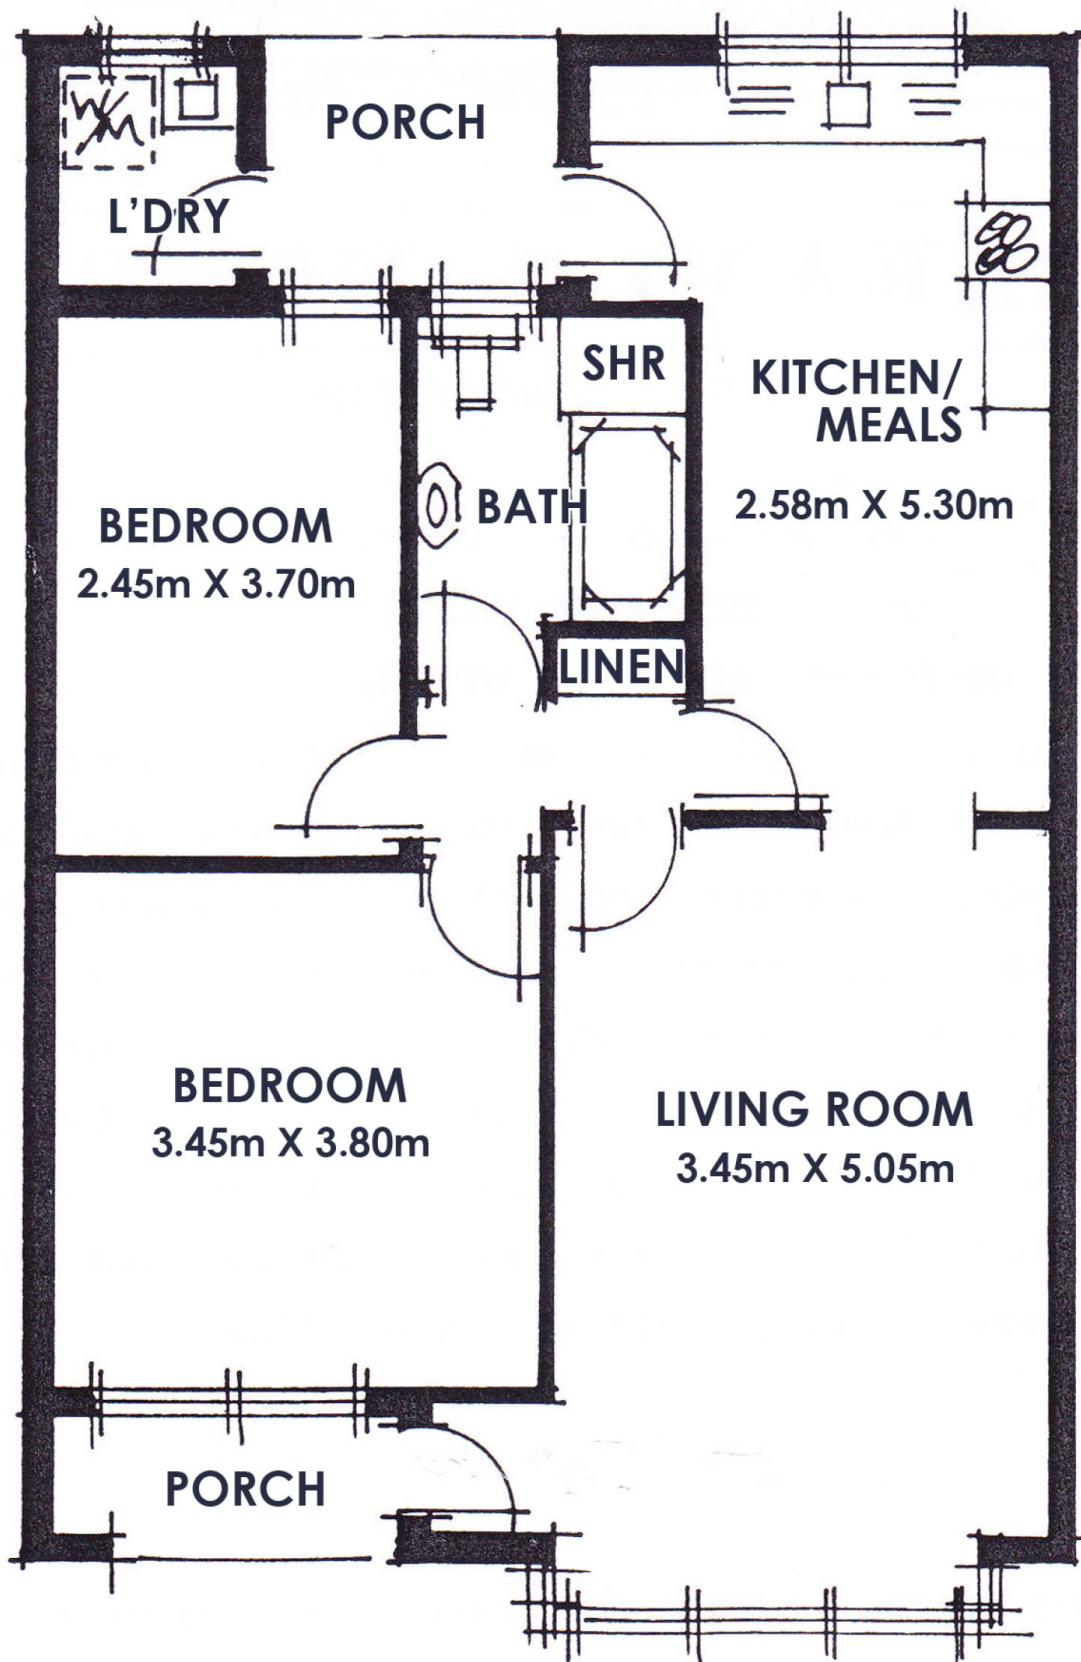 PORCH
L'DRY
SHR
KITCHEN/
MEALS
2.58m X 5.30m
BATH
BEDROOM
2.45m X 3.70m
LINEN
BEDROOM
3.45m X 3.80m
LIVING ROOM
3.45m X 5.05m
PORCH